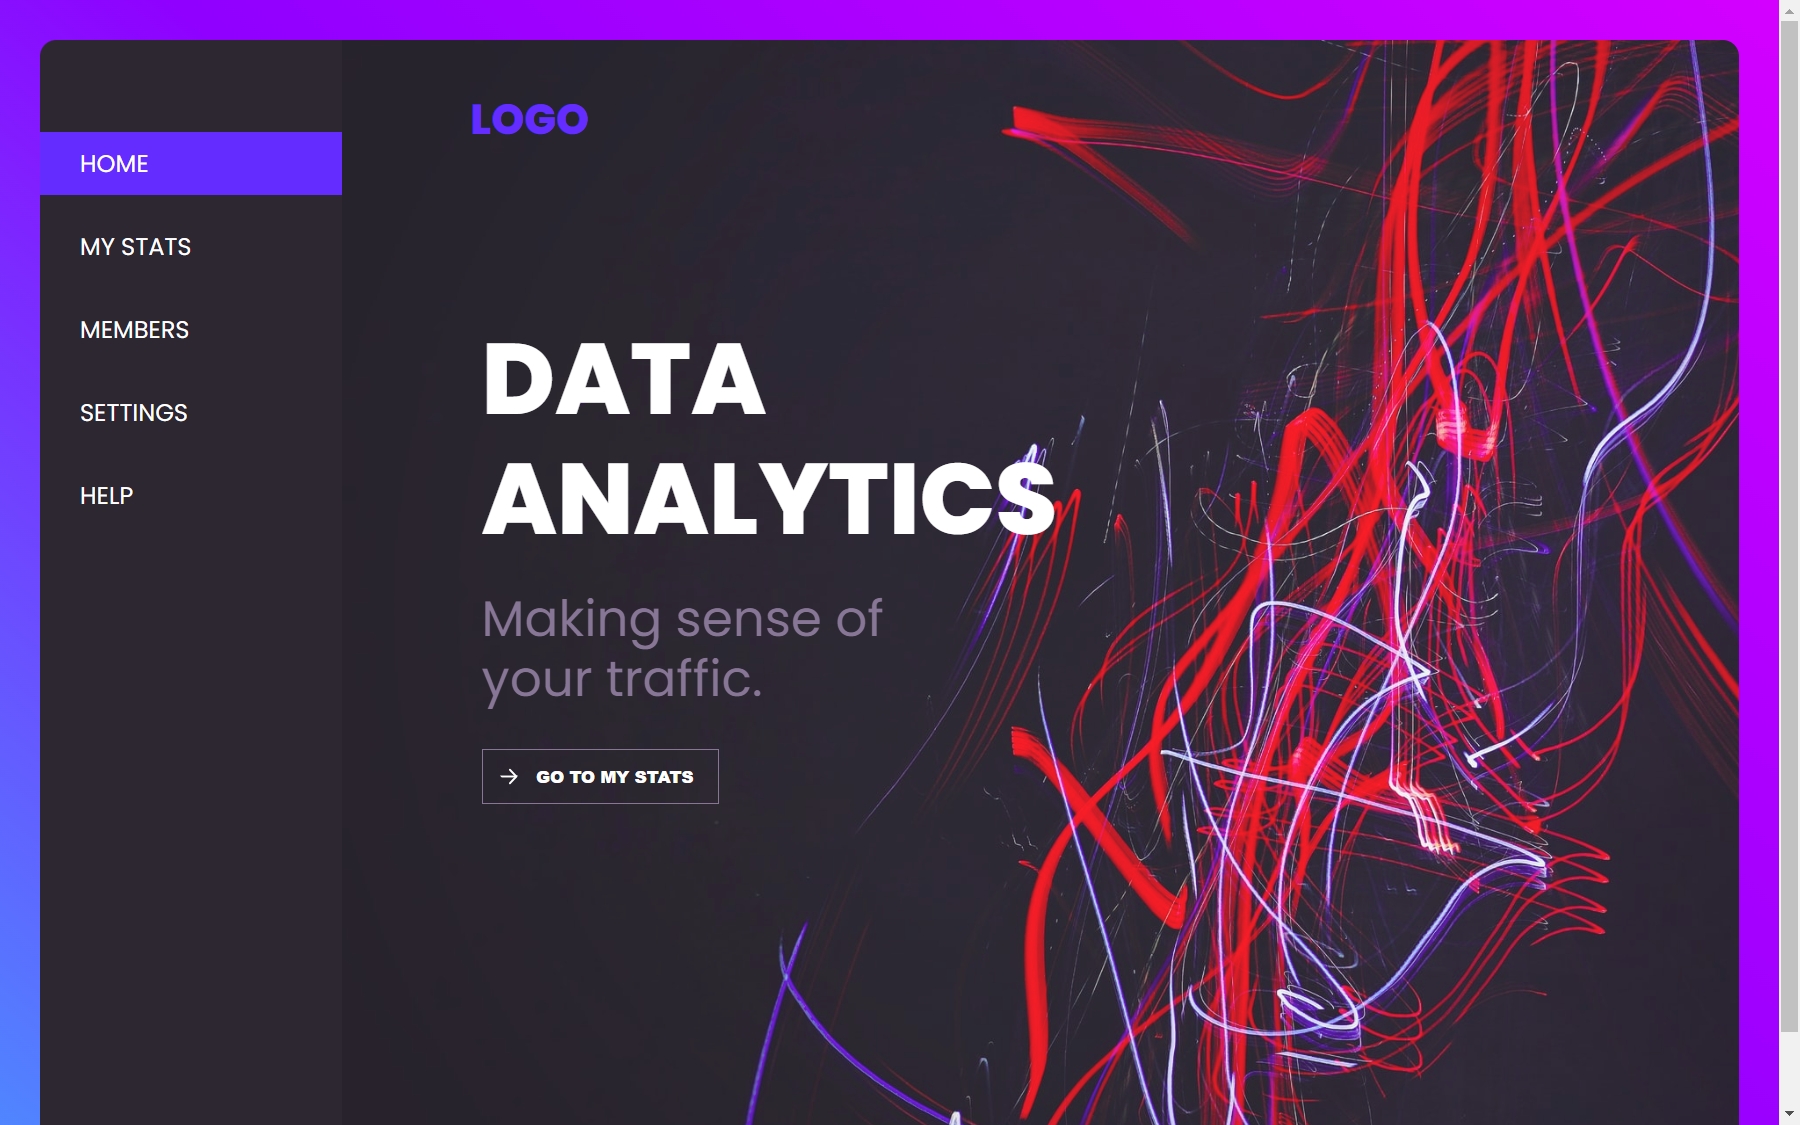 LOGO
HOME
MY STATS
MEMBERS
SETTINGS
HELP
DATA
ANALYTICS
Making sense of
your traffic.
GO TO MY STATS